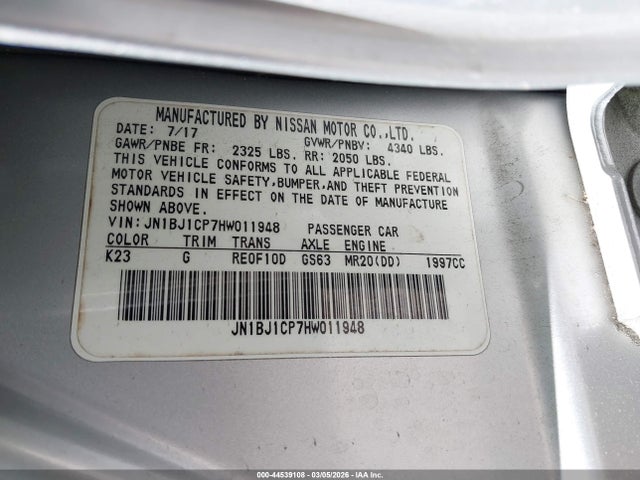 MANUFACTURED BY NISSAN MOTOR CO.,LTD.
DATE: 7/17 GVWR/PNBV: 4340 LBS.
GAWR/PNBE FR: 2325 LBS. RR: 2050 LBS.
THIS VEHICLE CONFORMS TO ALL APPLICABLE FEDERAL
MOTOR VEHICLE SAFETY,BUMPER,AND THEFT PREVENTION
STANDARDS IN EFFECT ON THE DATE OF MANUFACTURE
SHOWN ABOVE.
VIN:JN1BJ1CP7HW011948 PASSENGER CAR
COLOR TRIM TRANS AXLE ENGINE
K23 G RE0F10D GS63 MR20(DD) 1997CC
JN1BJ1CP7HW011948
000-44539108 - 03/05/2026 - IAA Inc.